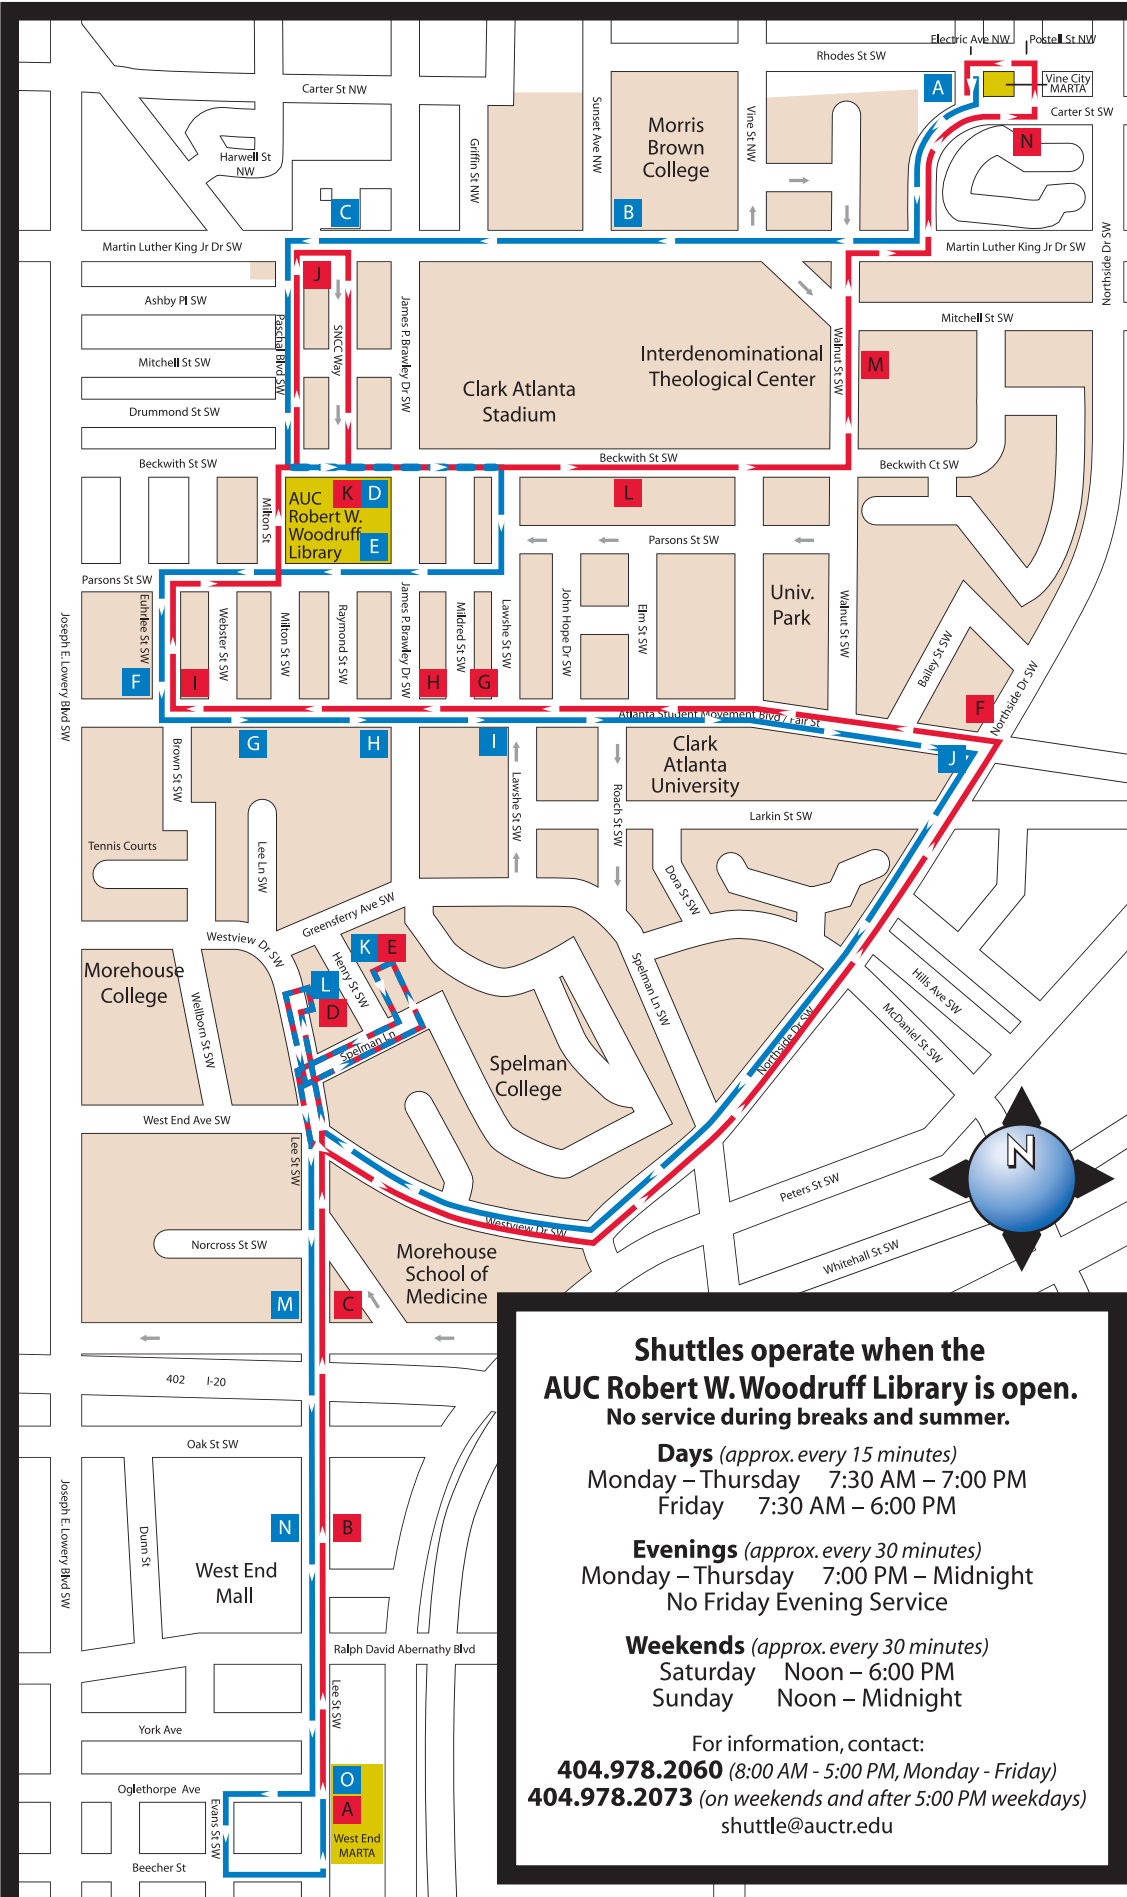 Electric Ave NW
Postell St NW
Rhodes St SW
A
Vine City
MARTA
Carter St NW
Carter St SW
Sunset Ave NW
Morris
Brown
College
Vine St NW
N
Harwell St
NW
Griffin St NW
C
B
Martin Luther King Jr Dr SW
Martin Luther King Jr Dr SW
Northside Dr SW
J
Ashby Pl SW
Paschal Blvd SW
SNCC Way
James P. Brawley Dr SW
Mitchell St SW
Walnut St SW
Interdenominational
Theological Center
M
Mitchell St SW
Clark Atlanta
Stadium
Drummond St SW
Beckwith St SW
Beckwith St SW
Beckwith Ct SW
Milton St
K
D
L
AUC
Robert W.
Woodruff
Library
E
Parsons St SW
Parsons St SW
Joseph E. Lowery Blvd SW
Euhrlee St SW
Webster St SW
Milton St SW
Raymond St SW
James P. Brawley Dr SW
Mildred St SW
Lawshe St SW
John Hope Dr SW
Elm St SW
Univ.
Park
Walnut St SW
Bailey St SW
Northside Dr SW
F
I
H
G
F
Atlanta Student Movement Blvd / Fair St
Brown St SW
G
H
I
Clark
Atlanta
University
J
Lawshe St SW
Roach St SW
Larkin St SW
Tennis Courts
Lee Ln SW
Dora St SW
Greensferry Ave SW
Westview Dr SW
K
E
Henry St SW
Spelman Ln SW
Hills Ave SW
McDaniel St SW
Morehouse
College
Wellborn St SW
L
D
Spelman Ln
Northside Dr SW
Spelman
College
West End Ave SW
Lee St SW
N
Peters St SW
Westview Dr SW
Norcross St SW
Morehouse
School of
Medicine
Whitehall St SW
M
C
402
I-20
Oak St SW
Joseph E. Lowery Blvd SW
Dunn St
N
B
West End
Mall
Ralph David Abernathy Blvd
Lee St SW
York Ave
Oglethorpe Ave
Evans St SW
O
A
West End
MARTA
Beecher St
Shuttles operate when the
AUC Robert W. Woodruff Library is open.
No service during breaks and summer.
Days (approx. every 15 minutes)
Monday – Thursday 7:30 AM – 7:00 PM
Friday 7:30 AM – 6:00 PM
Evenings (approx. every 30 minutes)
Monday – Thursday 7:00 PM – Midnight
No Friday Evening Service
Weekends (approx. every 30 minutes)
Saturday Noon – 6:00 PM
Sunday Noon – Midnight
For information, contact:
404.978.2060 (8:00 AM - 5:00 PM, Monday - Friday)
404.978.2073 (on weekends and after 5:00 PM weekdays)
shuttle@auctr.edu